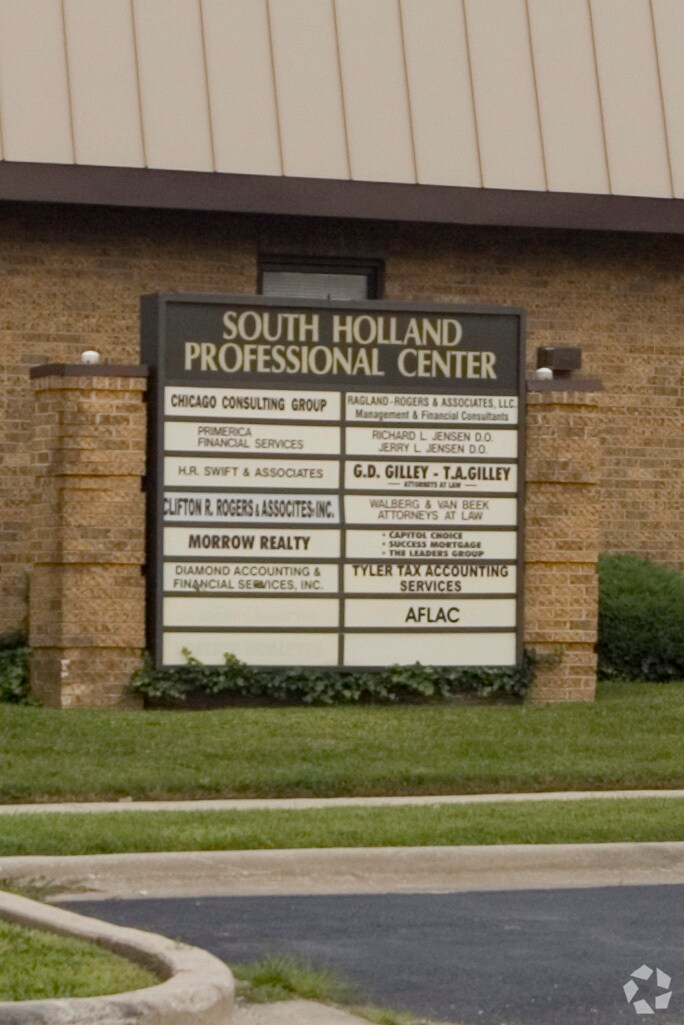 SOUTH HOLLAND
PROFESSIONAL CENTER
CHICAGO CONSULTING GROUP
PRIMERICA
FINANCIAL SERVICES
H.R. SWIFT & ASSOCIATES
CLIFTON R. ROGERS & ASSOCITES·INC.
MORROW REALTY
DIAMOND ACCOUNTING &
FINANCIAL SERVICES, INC.
RAGLAND-ROGERS & ASSOCIATES, LLC.
Management & Financial Consultants
RICHARD L. JENSEN D.O.
JERRY L. JENSEN D.O.
G.D. GILLEY - T.A.GILLEY
ATTORNEYS AT LAW
WALBERG & VAN BEEK
ATTORNEYS AT LAW
• CAPITOL CHOICE
• SUCCESS MORTGAGE
• THE LEADERS GROUP
TYLER TAX ACCOUNTING
SERVICES
AFLAC